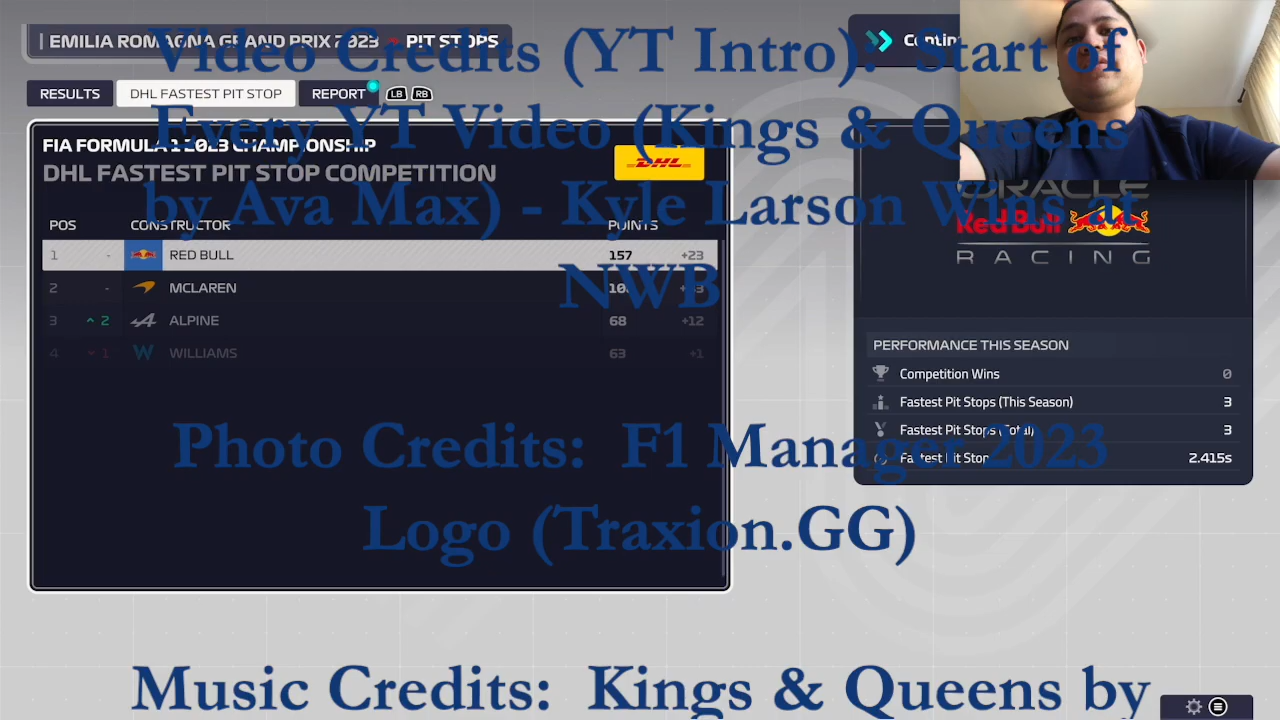 EMILIA ROMAGNA GRAND PRIX 2023 PIT STOPS
RESULTS DHL FASTEST PIT STOP REPORT LB RB
FIA FORMULA 1 2023 CHAMPIONSHIP
DHL FASTEST PIT STOP COMPETITION
DHL
POS CONSTRUCTOR POINTS
1 - RED BULL 157 +23
2 - MCLAREN
3 2 ALPINE 68 +12
4 1 WILLIAMS 63 +1
ORACLE
Red Bull
RACING
PERFORMANCE THIS SEASON
Competition Wins 0
Fastest Pit Stops (This Season) 3
Fastest Pit Stops (Total) 3
Fastest Pit Stop 2.415s
Video Credits (YT Intro): Start of
Every YT Video (Kings & Queens
by Ava Max) - Kyle Larson Wins at
NWB
Photo Credits: F1 Manager 2023
Logo (Traxion.GG)
Music Credits: Kings & Queens by